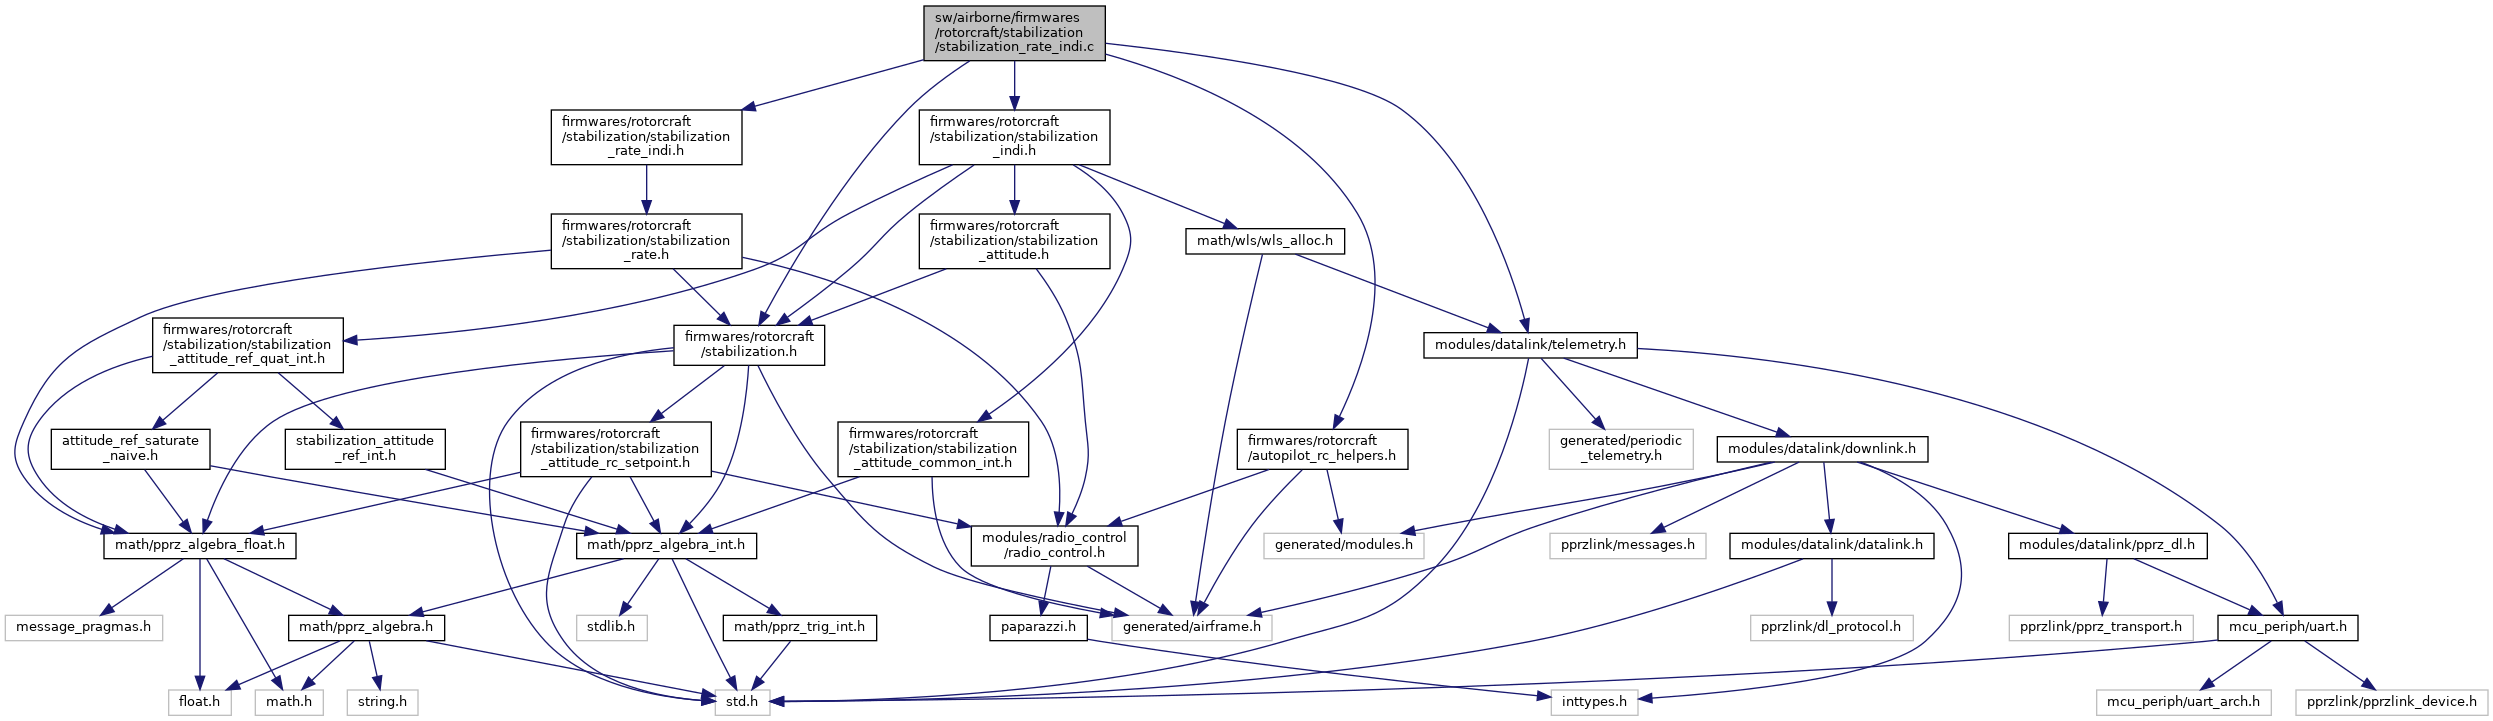 sw/airborne/firmwares
/rotorcraft/stabilization
/stabilization_rate_indi.c
firmwares/rotorcraft
/stabilization/stabilization
_rate_indi.h
firmwares/rotorcraft
/stabilization/stabilization
_indi.h
firmwares/rotorcraft
/stabilization/stabilization
_rate.h
firmwares/rotorcraft
/stabilization/stabilization
_attitude.h
math/wls/wls_alloc.h
firmwares/rotorcraft
/stabilization/stabilization
_attitude_ref_quat_int.h
firmwares/rotorcraft
/stabilization.h
modules/datalink/telemetry.h
attitude_ref_saturate
_naive.h
stabilization_attitude
_ref_int.h
firmwares/rotorcraft
/stabilization/stabilization
_attitude_rc_setpoint.h
firmwares/rotorcraft
/stabilization/stabilization
_attitude_common_int.h
firmwares/rotorcraft
/autopilot_rc_helpers.h
generated/periodic
_telemetry.h
modules/datalink/downlink.h
math/pprz_algebra_float.h
math/pprz_algebra_int.h
modules/radio_control
/radio_control.h
generated/modules.h
pprzlink/messages.h
modules/datalink/datalink.h
modules/datalink/pprz_dl.h
message_pragmas.h
math/pprz_algebra.h
stdlib.h
math/pprz_trig_int.h
paparazzi.h
generated/airframe.h
pprzlink/dl_protocol.h
pprzlink/pprz_transport.h
mcu_periph/uart.h
float.h
math.h
string.h
std.h
inttypes.h
mcu_periph/uart_arch.h
pprzlink/pprzlink_device.h